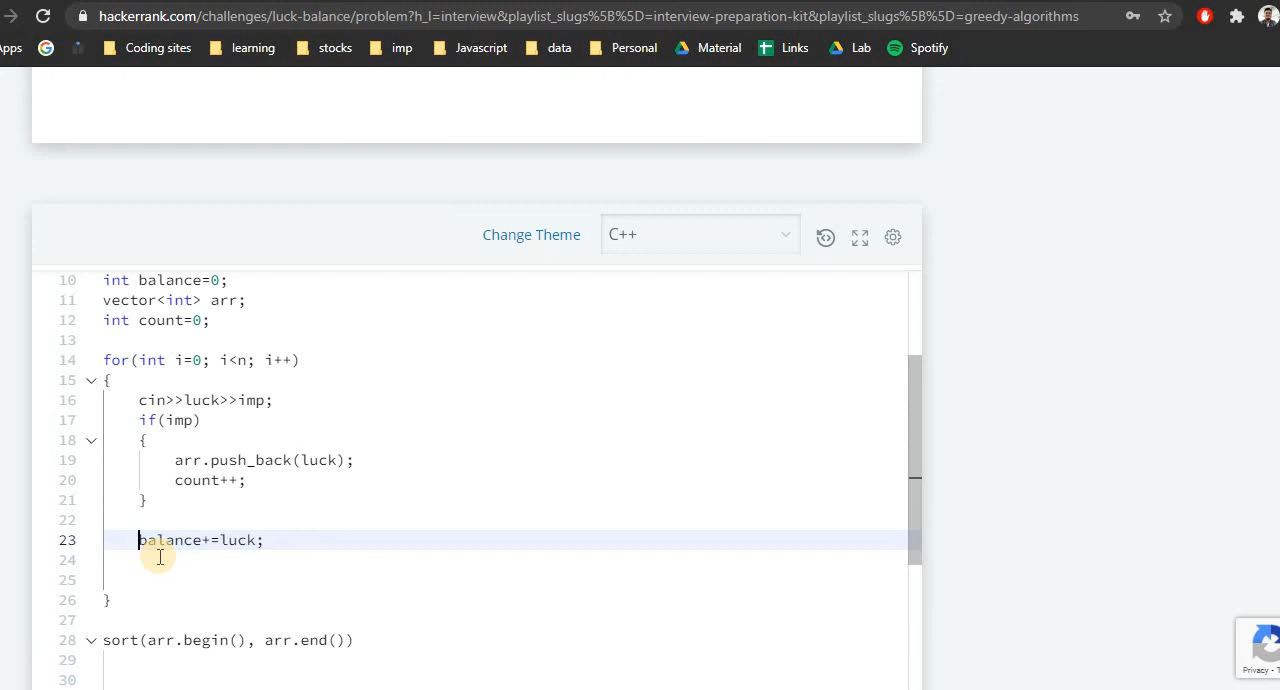 hackerrank.com/challenges/luck-balance/problem?h_l=interview&playlist_slugs%5B%5D=interview-preparation-kit&playlist_slugs%5B%5D=greedy-algorithms
Apps Coding sites learning stocks imp Javascript data Personal Material Links Lab Spotify
Change Theme C++
10 int balance=0;
11 vector<int> arr;
12 int count=0;
13
14 for(int i=0; i<n; i++)
15 {
16 cin>>luck>>imp;
17 if(imp)
18 {
19 arr.push_back(luck);
20 count++;
21 }
22
23 balance+=luck;
24
25
26 }
27
28 sort(arr.begin(), arr.end())
29
30
Privacy -